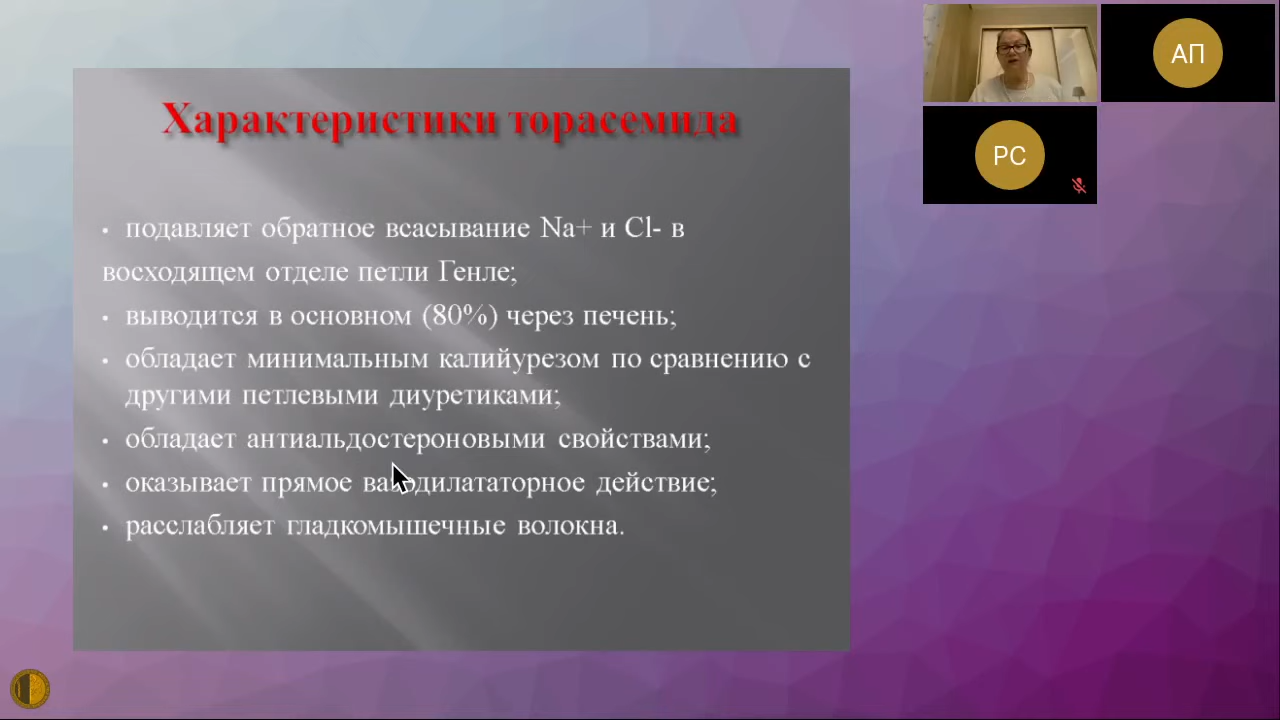 Характеристики торасемида
• подавляет обратное всасывание Na+ и Cl- в
восходящем отделе петли Генле;
• выводится в основном (80%) через печень;
• обладает минимальным калийурезом по сравнению с
другими петлевыми диуретиками;
• обладает антиальдостероновыми свойствами;
• оказывает прямое вазодилататорное действие;
• расслабляет гладкомышечные волокна.
АП
РС